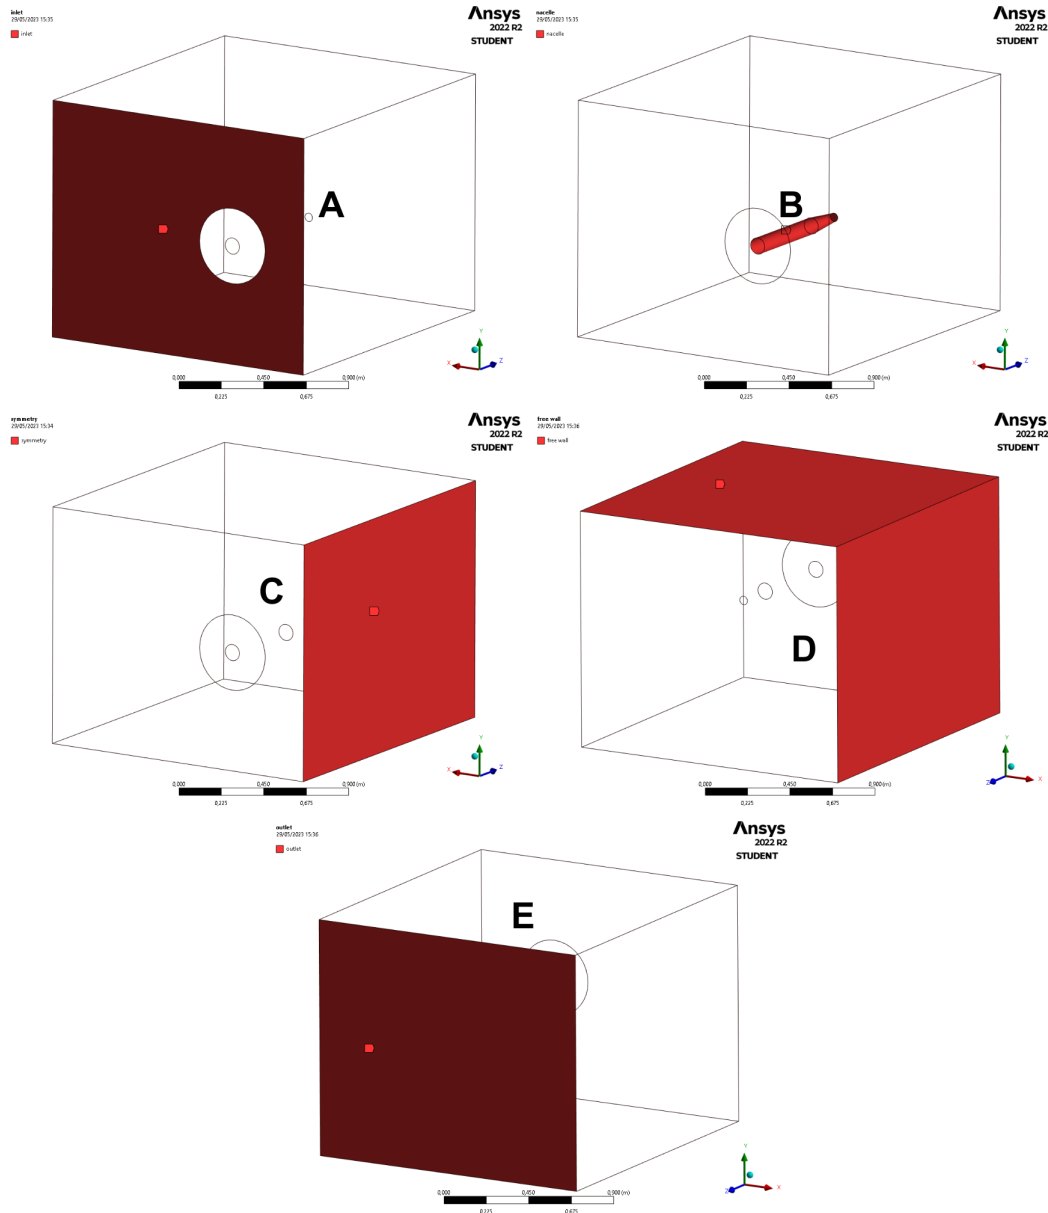 inlet
29/05/2023 15:35
inlet
Ansys
2022 R2
STUDENT
A
Y
X
Z
0,000
0,450
0,900 (m)
0,225
0,675
nacelle
29/05/2023 15:35
nacelle
Ansys
2022 R2
STUDENT
B
Y
X
Z
0,000
0,450
0,900 (m)
0,225
0,675
symmetry
29/05/2023 15:34
symmetry
Ansys
2022 R2
STUDENT
C
Y
X
Z
0,000
0,450
0,900 (m)
0,225
0,675
free wall
29/05/2023 15:36
free wall
Ansys
2022 R2
STUDENT
D
Y
Z
X
0,000
0,450
0,900 (m)
0,225
0,675
outlet
29/05/2023 15:36
outlet
Ansys
2022 R2
STUDENT
E
Y
Z
X
0,000
0,450
0,900 (m)
0,225
0,675